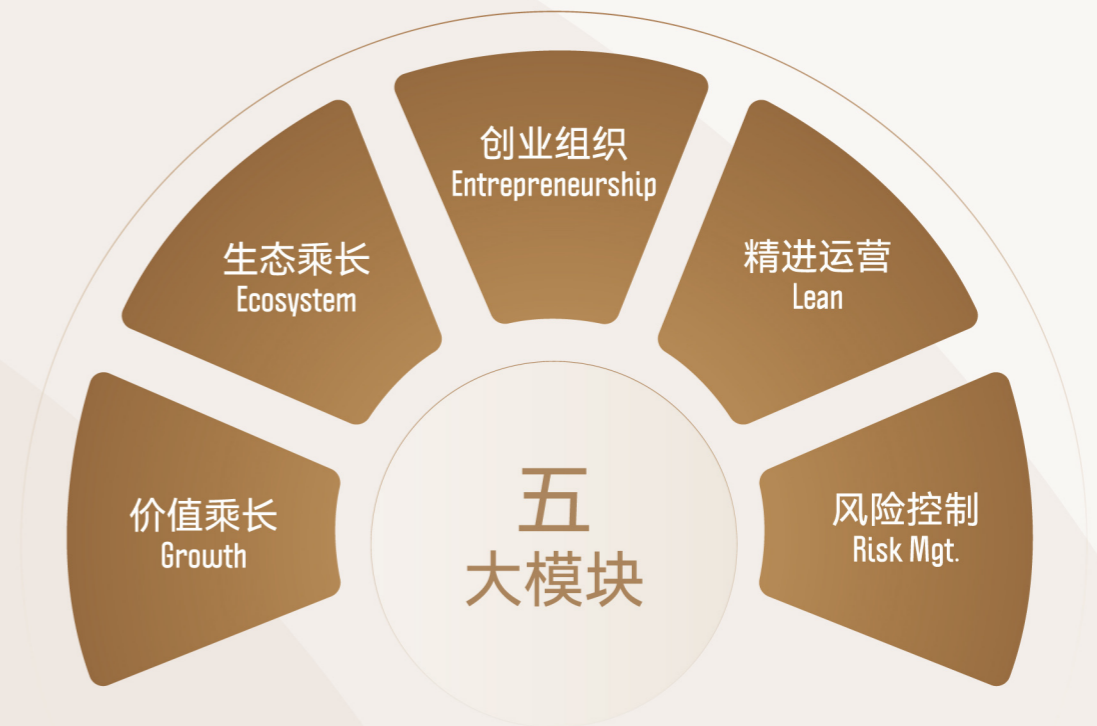 创业组织
Entrepreneurship
生态乘长
Ecosystem
精进运营
Lean
价值乘长
Growth
五
大模块
风险控制
Risk Mgt.